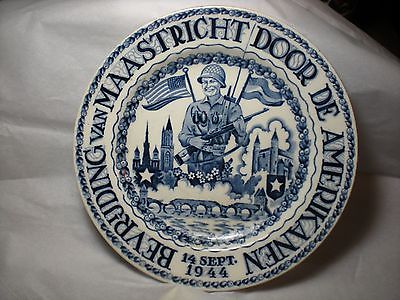 BEVRIJDING VAN MAASTRICHT DOOR DE AMERIKANEN
14 SEPT.
1944